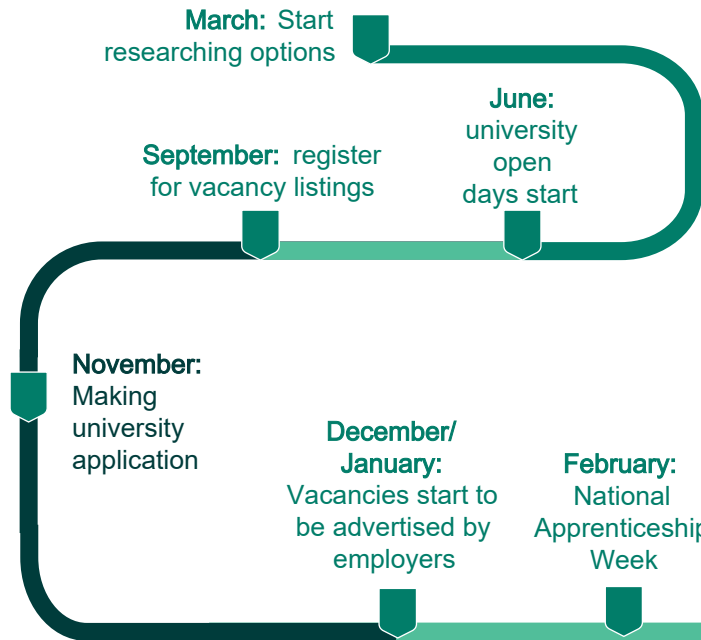 March: Start
researching options
June:
university
open
days start
September: register
for vacancy listings
November:
Making
university
application
December/
January:
Vacancies start to
be advertised by
employers
February:
National
Apprenticeship
Week